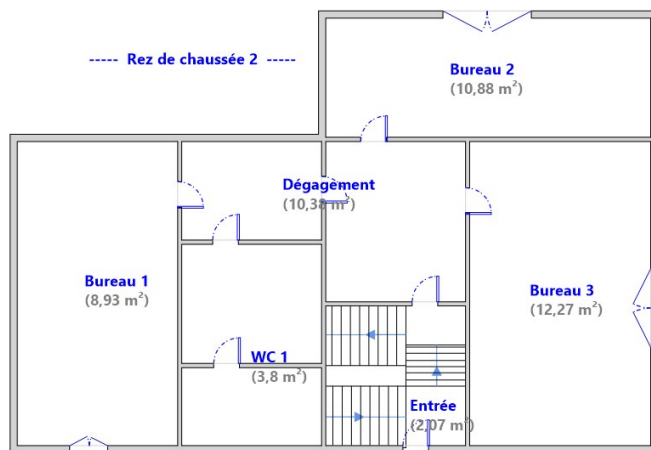 ----- Rez de chaussée 2 -----
Bureau 2
(10,88 m²)
Dégagement
(10,38 m²)
Bureau 1
(8,93 m²)
Bureau 3
(12,27 m²)
WC 1
(3,8 m²)
Entrée
(2,07 m²)